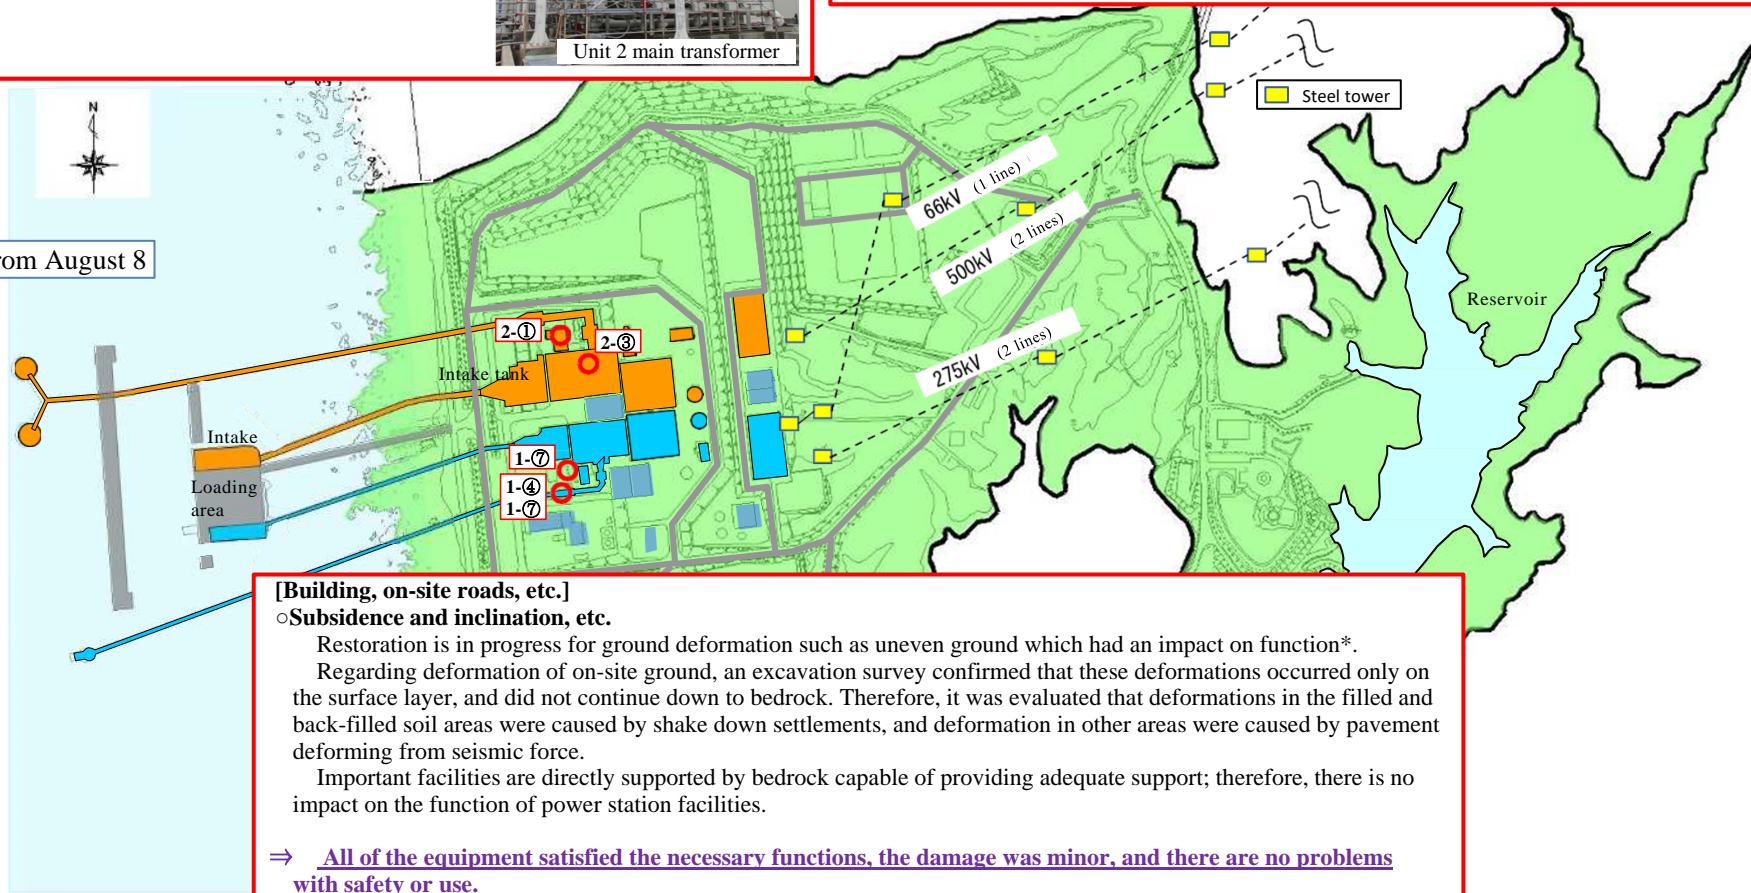 Unit 2 main transformer
N
Steel tower
66kV (1 line)
rom August 8
500kV (2 lines)
Reservoir
2-①
2-③
275kV (2 lines)
Intake tank
Intake
1-⑦
Loading
area
1-④
1-⑦
[Building, on-site roads, etc.]
○Subsidence and inclination, etc.
Restoration is in progress for ground deformation such as uneven ground which had an impact on function*.
Regarding deformation of on-site ground, an excavation survey confirmed that these deformations occurred only on
the surface layer, and did not continue down to bedrock. Therefore, it was evaluated that deformations in the filled and
back-filled soil areas were caused by shake down settlements, and deformation in other areas were caused by pavement
deforming from seismic force.
Important facilities are directly supported by bedrock capable of providing adequate support; therefore, there is no
impact on the function of power station facilities.
⇒ All of the equipment satisfied the necessary functions, the damage was minor, and there are no problems
with safety or use.